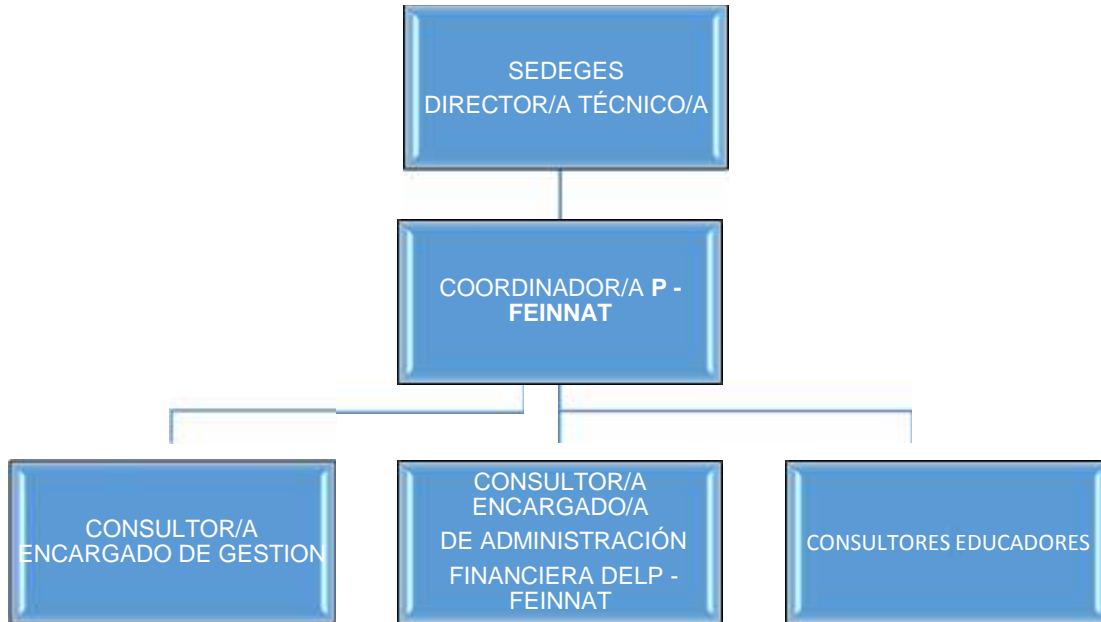 SEDEGES
DIRECTOR/A TÉCNICO/A
COORDINADOR/A P -
FEINNAT
CONSULTOR/A
ENCARGADO DE GESTION
CONSULTOR/A
ENCARGADO/A
DE ADMINISTRACIÓN
FINANCIERA DELP -
FEINNAT
CONSULTORES EDUCADORES